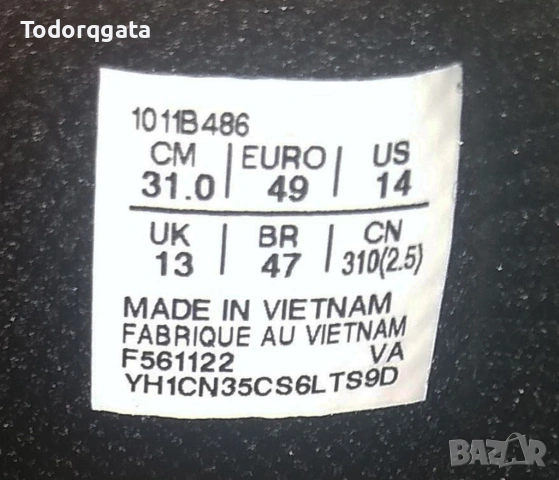 Todorqgata
1011B486
CM | EURO | US
31.0 | 49 | 14
UK | BR | CN
13 | 47 | 310(2.5)
MADE IN VIETNAM
FABRIQUE AU VIETNAM
F561122 VA
YH1CN35CS6LTS9D
BAZAR